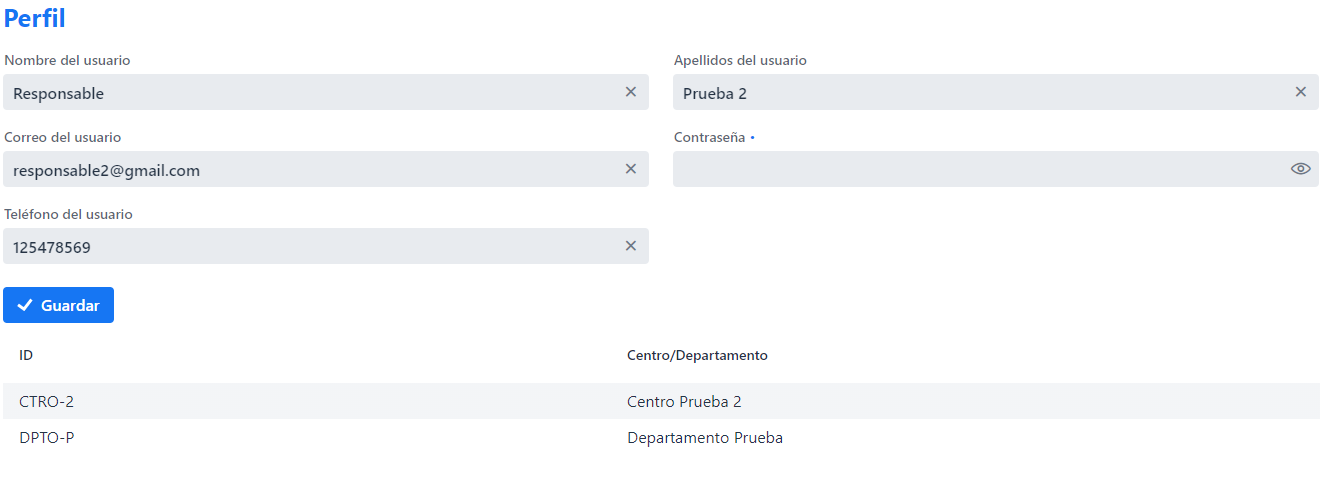 Perfil
Nombre del usuario
Apellidos del usuario
Responsable
Prueba 2
Correo del usuario
Contraseña •
responsable2@gmail.com
Teléfono del usuario
125478569
Guardar
ID Centro/Departamento
CTRO-2 Centro Prueba 2
DPTO-P Departamento Prueba